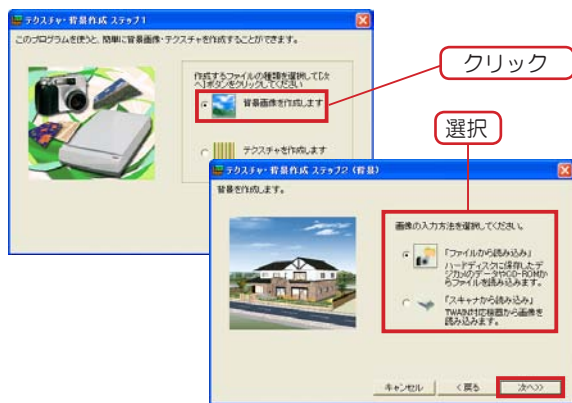 テクスチャ・背景作成 ステップ1
このプログラムを使うと、簡単に背景画像・テクスチャを作成することができます。
作成するファイルの種類を選択して[次
へ]ボタンをクリックしてください
背景画像を作成します
テクスチャを作成します
クリック
選択
テクスチャ・背景作成 ステップ2 (背景)
背景を作成します。
画像の入力方法を選択してください。
「ファイルから読み込み」
ハードディスクに保存したデ
ジカメのデータやCD-ROMか
らファイルを読み込みます。
「スキャナから読み込み」
TWAIN対応機器から画像を
読み込みます。
キャンセル
<戻る
次へ>>